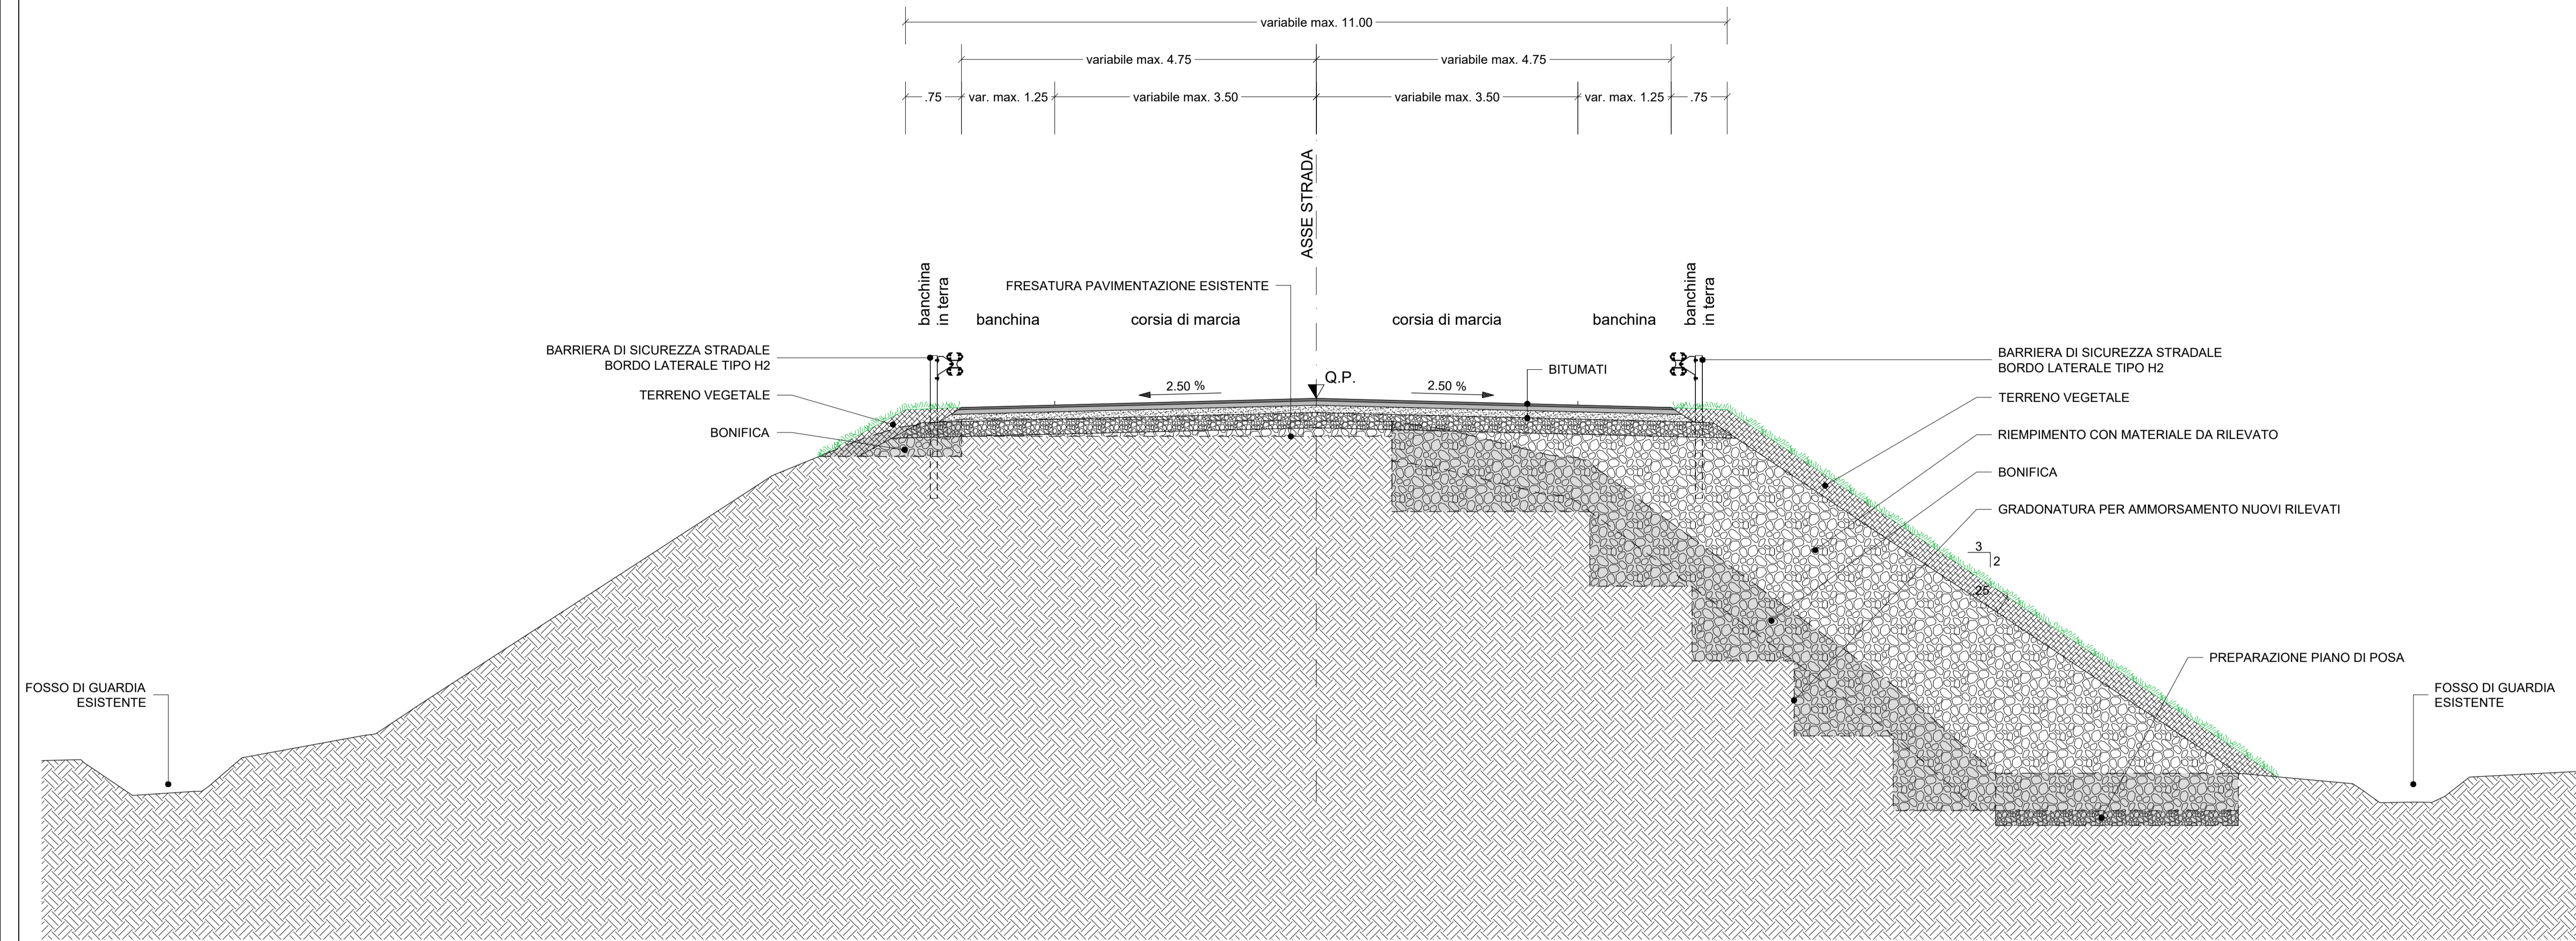 variabile max. 11.00
variabile max. 4.75
variabile max. 4.75
.75
var. max. 1.25
variabile max. 3.50
variabile max. 3.50
var. max. 1.25
.75
ASSE STRADA
banchina
in terra
banchina
in terra
FRESATURA PAVIMENTAZIONE ESISTENTE
banchina
corsia di marcia
corsia di marcia
banchina
BARRIERA DI SICUREZZA STRADALE
BORDO LATERALE TIPO H2
BARRIERA DI SICUREZZA STRADALE
BORDO LATERALE TIPO H2
BITUMATI
Q.P.
2.50 %
2.50 %
TERRENO VEGETALE
TERRENO VEGETALE
BONIFICA
RIEMPIMENTO CON MATERIALE DA RILEVATO
BONIFICA
GRADONATURA PER AMMORSAMENTO NUOVI RILEVATI
3
2
.25
PREPARAZIONE PIANO DI POSA
FOSSO DI GUARDIA
ESISTENTE
FOSSO DI GUARDIA
ESISTENTE